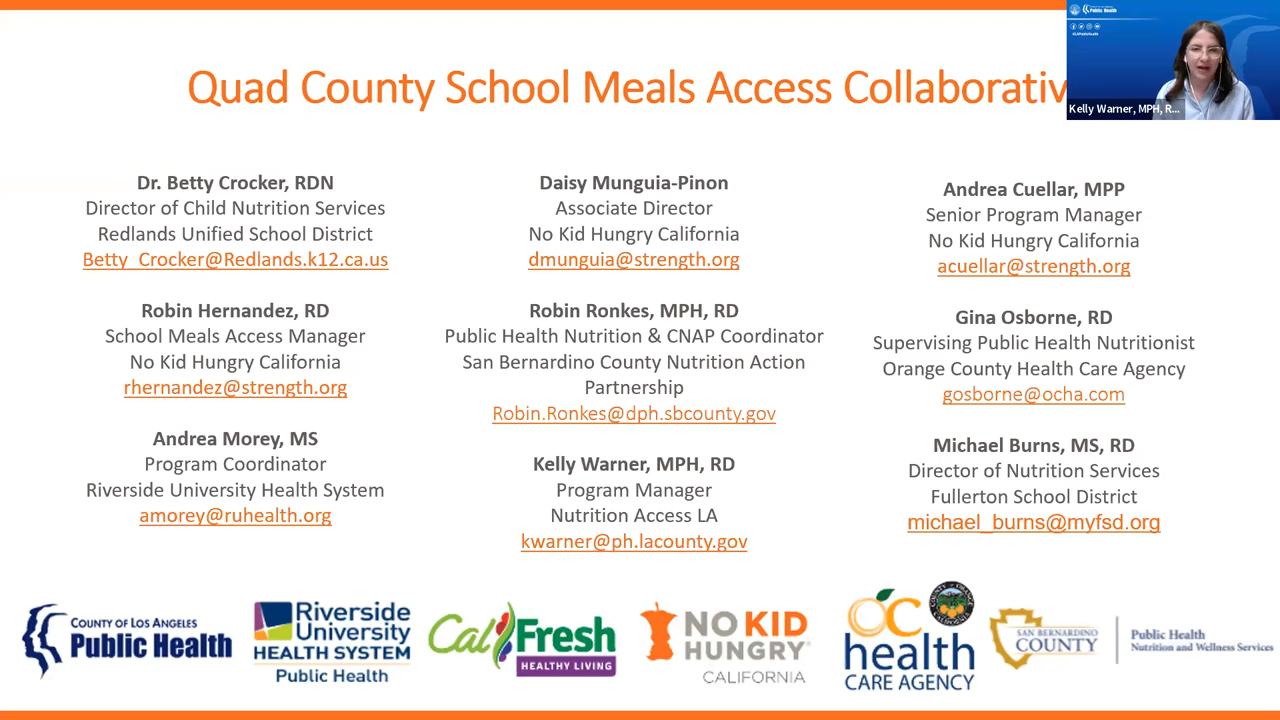 Quad County School Meals Access Collaborativ
COUNTY OF LOS ANGELES
Public Health
Kelly Warner, MPH, R...
Dr. Betty Crocker, RDN
Director of Child Nutrition Services
Redlands Unified School District
Betty_Crocker@Redlands.k12.ca.us
Robin Hernandez, RD
School Meals Access Manager
No Kid Hungry California
rhernandez@strength.org
Andrea Morey, MS
Program Coordinator
Riverside University Health System
amorey@ruhealth.org
Daisy Munguia-Pinon
Associate Director
No Kid Hungry California
dmunguia@strength.org
Robin Ronkes, MPH, RD
Public Health Nutrition & CNAP Coordinator
San Bernardino County Nutrition Action
Partnership
Robin.Ronkes@dph.sbcounty.gov
Kelly Warner, MPH, RD
Program Manager
Nutrition Access LA
kwarner@ph.lacounty.gov
Andrea Cuellar, MPP
Senior Program Manager
No Kid Hungry California
acuellar@strength.org
Gina Osborne, RD
Supervising Public Health Nutritionist
Orange County Health Care Agency
gosborne@ocha.com
Michael Burns, MS, RD
Director of Nutrition Services
Fullerton School District
michael_burns@myfsd.org
COUNTY OF LOS ANGELES
Public Health
Riverside
University
HEALTH SYSTEM
Public Health
CalFresh
HEALTHY LIVING
NO KID
HUNGRY®
CALIFORNIA
OC
health
CARE AGENCY
SAN BERNARDINO
COUNTY
Public Health
Nutrition and Wellness Services